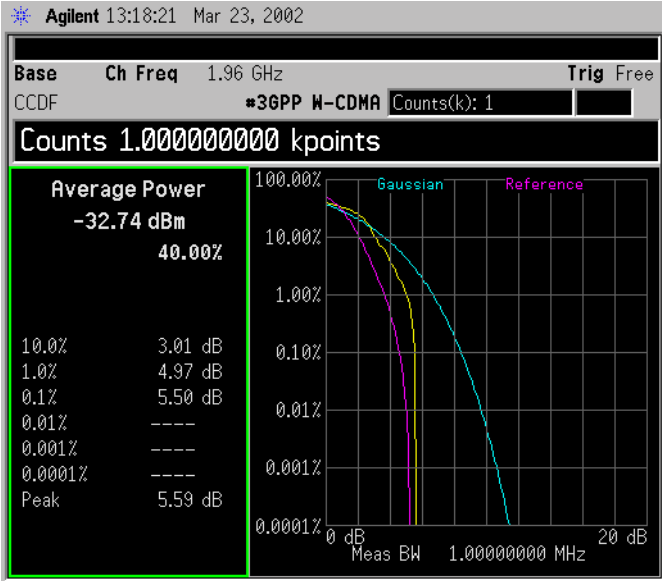 Agilent 13:18:21 Mar 23, 2002
Base Ch Freq 1.96 GHz Trig Free
CCDF #3GPP W-CDMA Counts(k): 1
Counts 1.000000000 kpoints
Average Power
-32.74 dBm
40.00%
10.0% 3.01 dB
1.0% 4.97 dB
0.1% 5.50 dB
0.01% ----
0.001% ----
0.0001% ----
Peak 5.59 dB
100.00% Gaussian Reference
10.00%
1.00%
0.10%
0.01%
0.001%
0.0001%
0 dB 20 dB
Meas BW 1.00000000 MHz